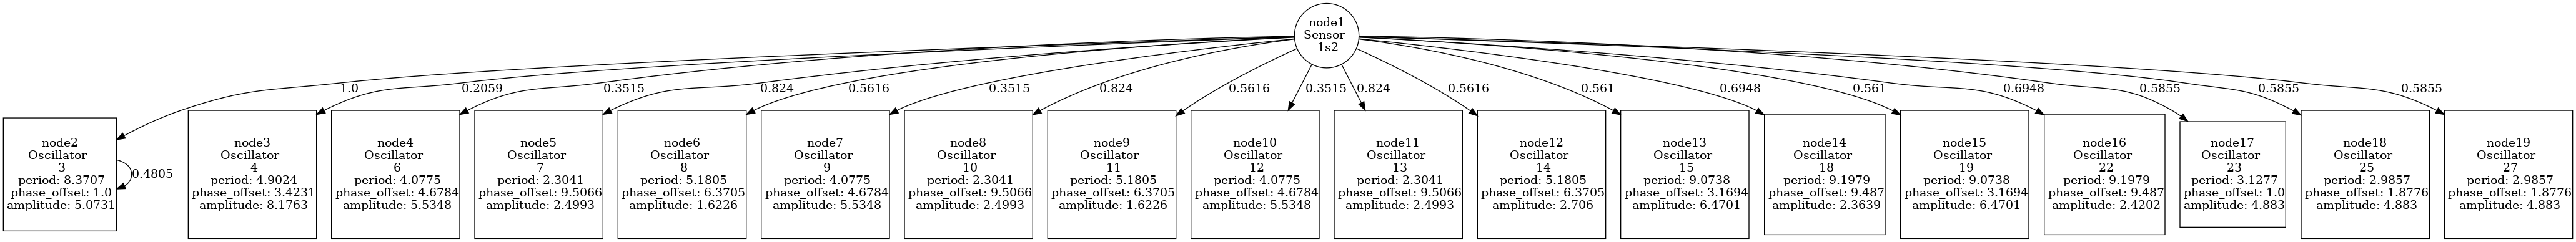 node1
Sensor
1s2
1.0
0.2059
-0.3515
0.824
-0.5616
-0.3515
0.824
-0.5616
-0.3515
0.824
-0.5616
-0.561
-0.6948
-0.561
-0.6948
0.5855
0.5855
0.5855
node2
Oscillator
3
period: 8.3707
phase_offset: 1.0
amplitude: 5.0731
0.4805
node3
Oscillator
4
period: 4.9024
phase_offset: 3.4231
amplitude: 8.1763
node4
Oscillator
6
period: 4.0775
phase_offset: 4.6784
amplitude: 5.5348
node5
Oscillator
7
period: 2.3041
phase_offset: 9.5066
amplitude: 2.4993
node6
Oscillator
8
period: 5.1805
phase_offset: 6.3705
amplitude: 1.6226
node7
Oscillator
9
period: 4.0775
phase_offset: 4.6784
amplitude: 5.5348
node8
Oscillator
10
period: 2.3041
phase_offset: 9.5066
amplitude: 2.4993
node9
Oscillator
11
period: 5.1805
phase_offset: 6.3705
amplitude: 1.6226
node10
Oscillator
12
period: 4.0775
phase_offset: 4.6784
amplitude: 5.5348
node11
Oscillator
13
period: 2.3041
phase_offset: 9.5066
amplitude: 2.4993
node12
Oscillator
14
period: 5.1805
phase_offset: 6.3705
amplitude: 2.706
node13
Oscillator
15
period: 9.0738
phase_offset: 3.1694
amplitude: 6.4701
node14
Oscillator
18
period: 9.1979
phase_offset: 9.487
amplitude: 2.3639
node15
Oscillator
19
period: 9.0738
phase_offset: 3.1694
amplitude: 6.4701
node16
Oscillator
22
period: 9.1979
phase_offset: 9.487
amplitude: 2.4202
node17
Oscillator
23
period: 3.1277
phase_offset: 1.0
amplitude: 4.883
node18
Oscillator
25
period: 2.9857
phase_offset: 1.8776
amplitude: 4.883
node19
Oscillator
27
period: 2.9857
phase_offset: 1.8776
amplitude: 4.883